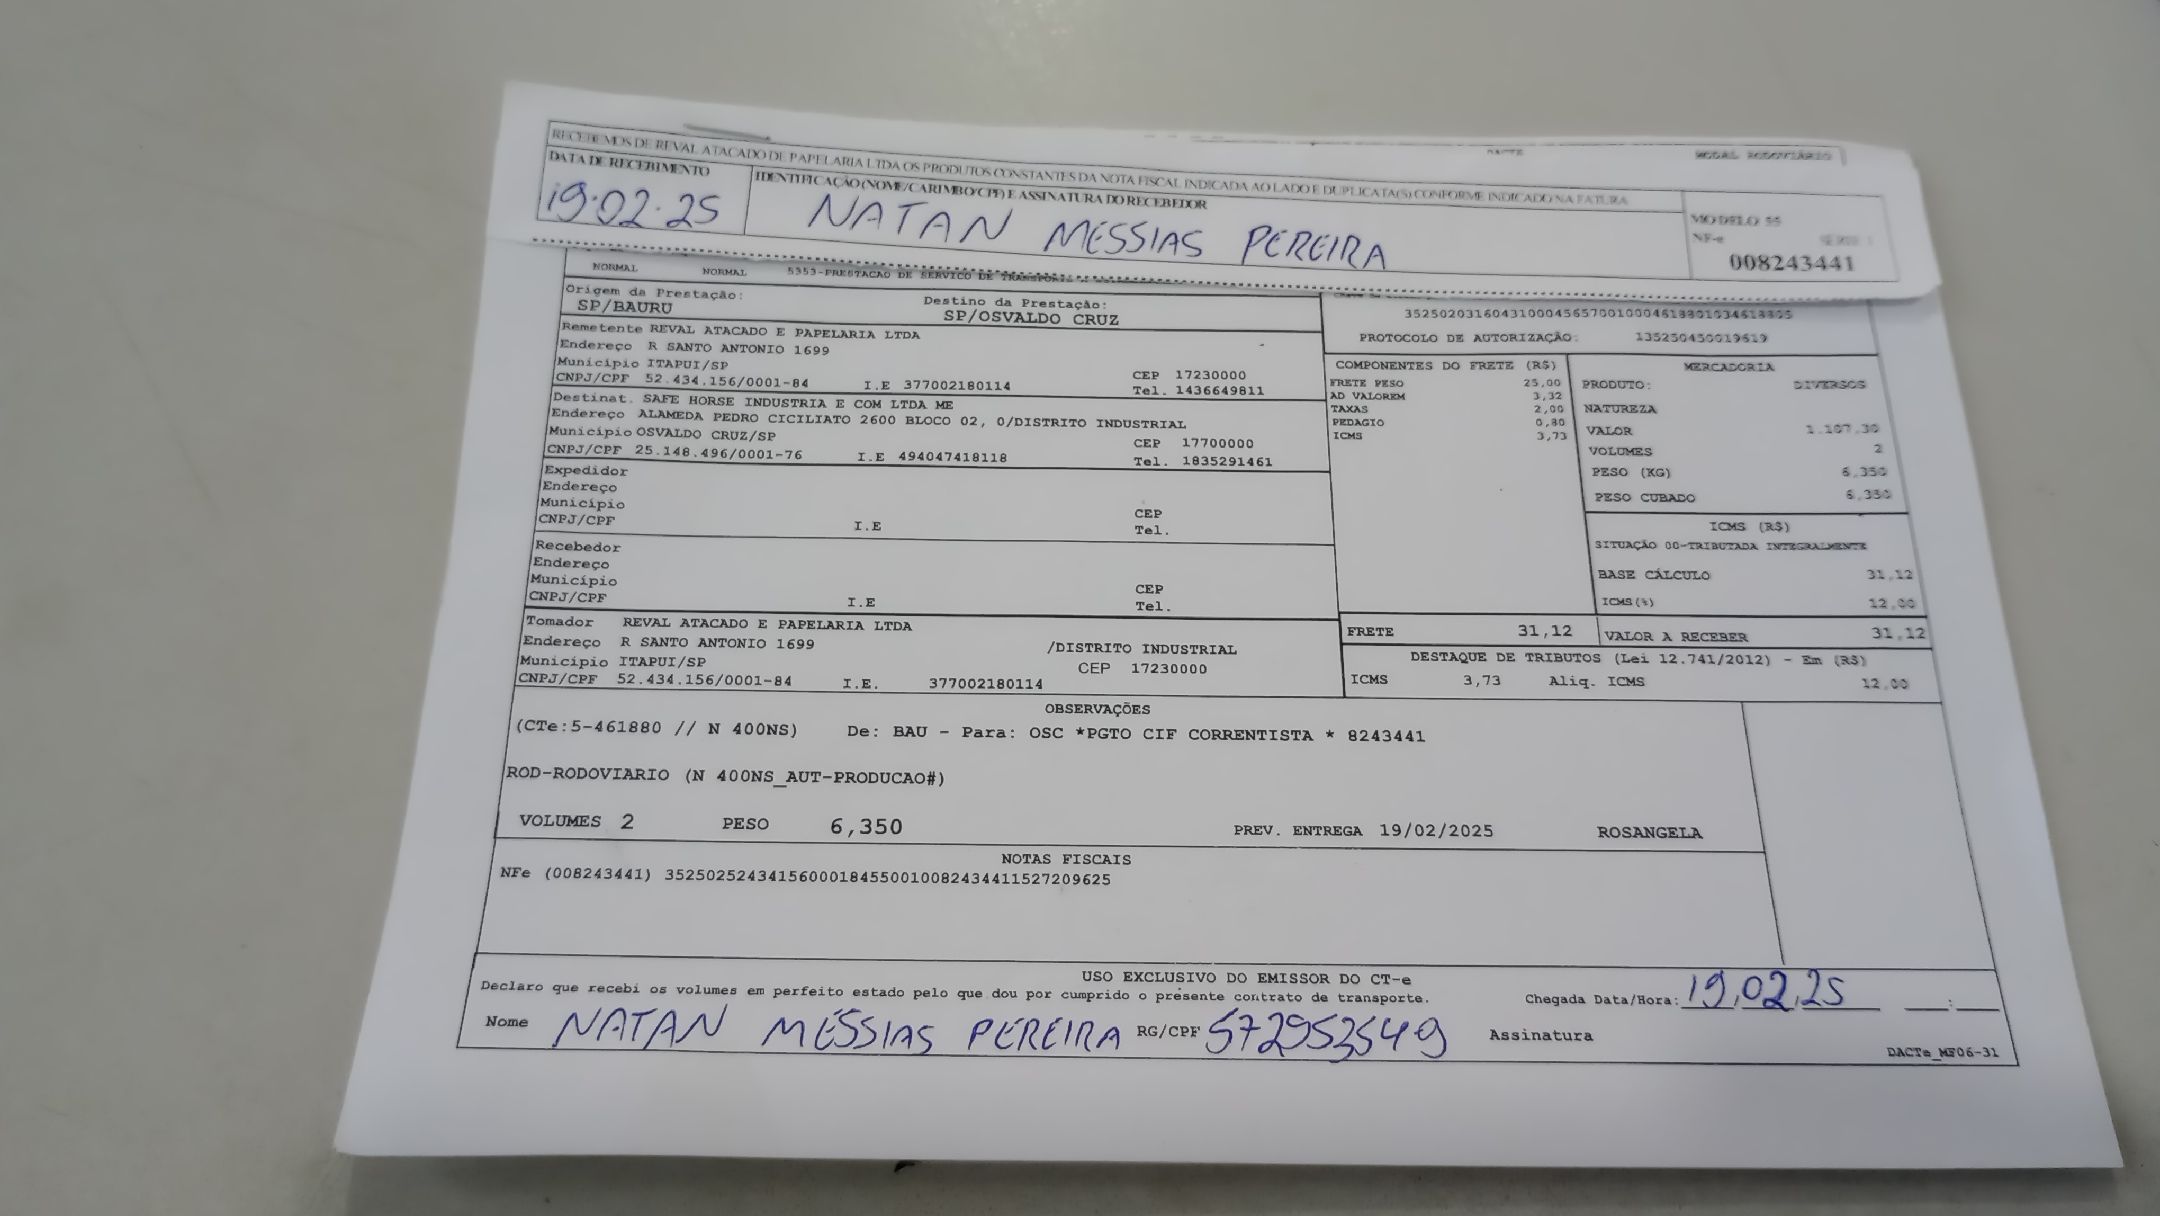 RECEBEMOS DE REVAL ATACADO DE PAPELARIA LTDA OS PRODUTOS CONSTANTES DA NOTA FISCAL INDICADA AO LADO E DUPLICATA(S) CONFORME INDICADO NA FATURA
DACTE MODAL RODOVIÁRIO
DATA DE RECEBIMENTO IDENTIFICAÇÃO (NOME/CARIMBO/CPF) E ASSINATURA DO RECEBEDOR
19.02.25 NATAN MESSIAS PEREIRA
MODELO 55
NF-e SERIE 1
008243441
NORMAL NORMAL 5353-PRESTACAO DE SERVICO DE TRANSPORTE
Origem da Prestação: Destino da Prestação:
SP/BAURU SP/OSVALDO CRUZ
Remetente REVAL ATACADO E PAPELARIA LTDA
Endereço R SANTO ANTONIO 1699
Município ITAPUI/SP CEP 17230000
CNPJ/CPF 52.434.156/0001-84 I.E 377002180114 Tel. 1436649811
Destinat. SAFE HORSE INDUSTRIA E COM LTDA ME
Endereço ALAMEDA PEDRO CICILIATO 2600 BLOCO 02, 0/DISTRITO INDUSTRIAL
Município OSVALDO CRUZ/SP CEP 17700000
CNPJ/CPF 25.148.496/0001-76 I.E 494047418118 Tel. 1835291461
Expedidor
Endereço
Município CEP
CNPJ/CPF I.E Tel.
Recebedor
Endereço
Município CEP
CNPJ/CPF I.E Tel.
Tomador REVAL ATACADO E PAPELARIA LTDA
Endereço R SANTO ANTONIO 1699 /DISTRITO INDUSTRIAL
Município ITAPUI/SP CEP 17230000
CNPJ/CPF 52.434.156/0001-84 I.E. 377002180114
PROTOCOLO DE AUTORIZAÇÃO: 135250450019619
COMPONENTES DO FRETE (R$)
FRETE PESO 25,00
AD VALOREM 3,32
TAXAS 2,00
PEDAGIO 0,80
ICMS 3,73
MERCADORIA
PRODUTO: DIVERSOS
NATUREZA
VALOR 1.107,30
VOLUMES 2
PESO (KG) 6,350
PESO CUBADO 6,350
ICMS (R$)
SITUAÇÃO 00-TRIBUTADA INTEGRALMENTE
BASE CÁLCULO 31,12
ICMS(%) 12,00
FRETE 31,12 VALOR A RECEBER 31,12
DESTAQUE DE TRIBUTOS (Lei 12.741/2012) - Em (R$)
ICMS 3,73 Aliq. ICMS 12,00
OBSERVAÇÕES
(CTe:5-461880 // N 400NS) De: BAU - Para: OSC *PGTO CIF CORRENTISTA * 8243441
ROD-RODOVIARIO (N 400NS_AUT-PRODUCAO#)
VOLUMES 2 PESO 6,350 PREV. ENTREGA 19/02/2025 ROSANGELA
NOTAS FISCAIS
NFe (008243441) 35250252434156000184550010082434411527209625
USO EXCLUSIVO DO EMISSOR DO CT-e
Declaro que recebi os volumes em perfeito estado pelo que dou por cumprido o presente contrato de transporte. Chegada Data/Hora: 19,02,25 :
Nome NATAN MESSIAS PEREIRA RG/CPF 572953549 Assinatura
DACTe_MF06-31